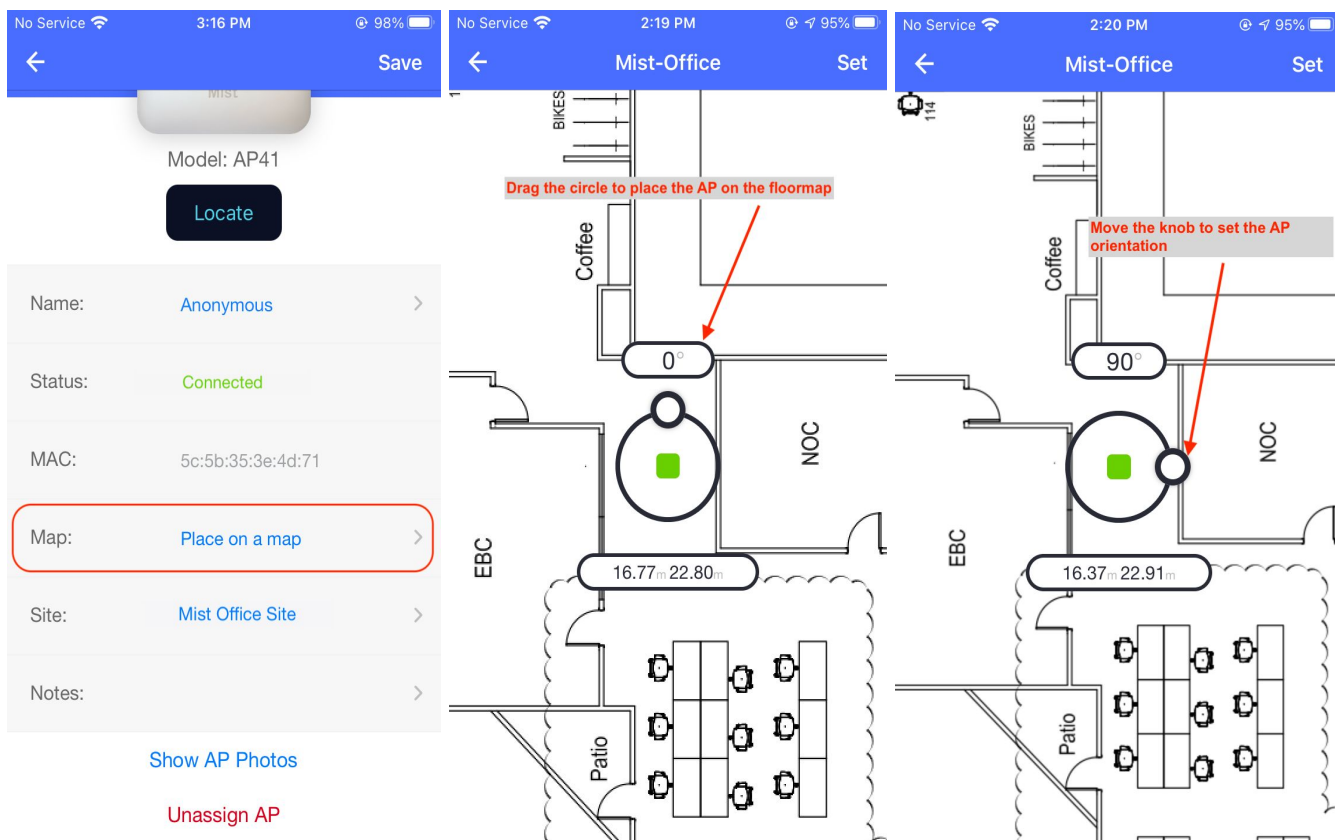 No Service 3:16 PM 98%
Save
Mist
Model: AP41
Locate
Name: Anonymous
Status: Connected
MAC: 5c:5b:35:3e:4d:71
Map: Place on a map
Site: Mist Office Site
Notes:
Show AP Photos
Unassign AP
No Service 2:19 PM 95%
Mist-Office Set
BIKES
Drag the circle to place the AP on the floormap
Coffee
0°
NOC
EBC
16.77m 22.80m
Patio
No Service 2:20 PM 95%
Mist-Office Set
114
BIKES
Move the knob to set the AP
orientation
Coffee
90°
NOC
EBC
16.37m 22.91m
Patio